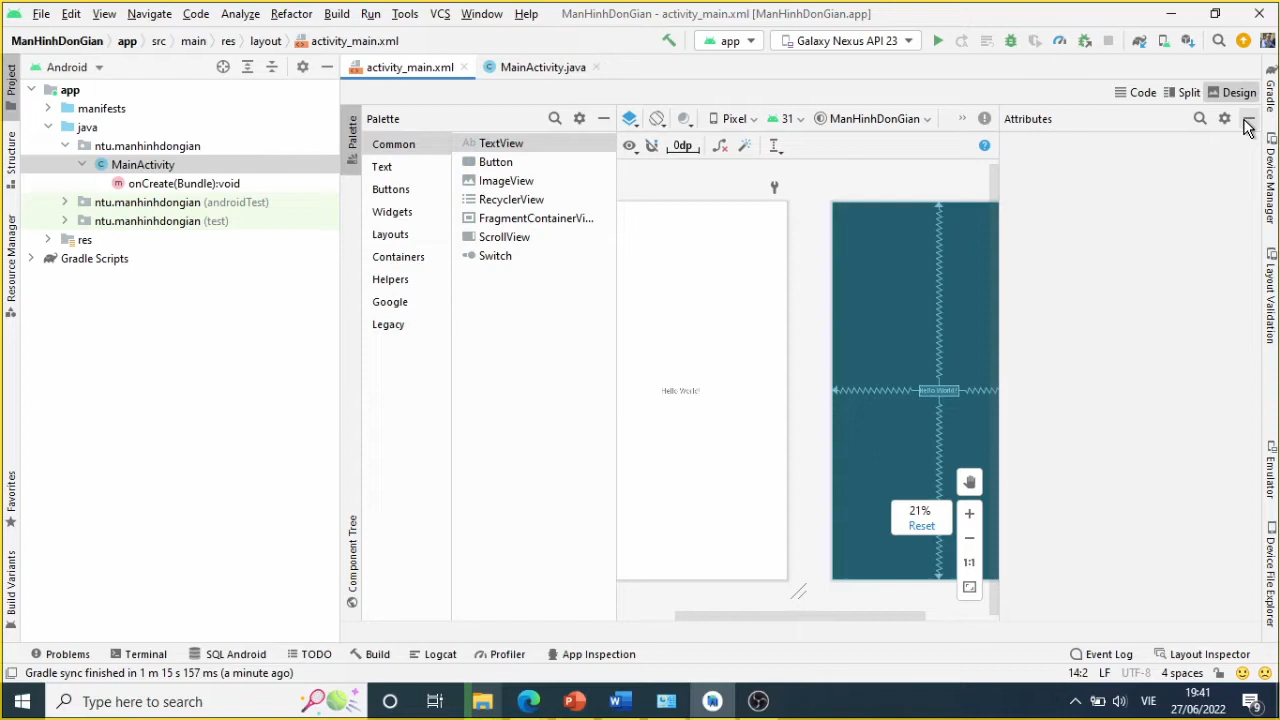 File Edit View Navigate Code Analyze Refactor Build Run Tools VCS Window Help ManHinhDonGian - activity_main.xml [ManHinhDonGian.app]
ManHinhDonGian app src main res layout activity_main.xml app Galaxy Nexus API 23
Android activity_main.xml MainActivity.java
app
manifests
java
ntu.manhinhdongian
MainActivity
onCreate(Bundle):void
ntu.manhinhdongian (androidTest)
ntu.manhinhdongian (test)
res
Gradle Scripts
Code Split Design
Palette
Common
Text
Buttons
Widgets
Layouts
Containers
Helpers
Google
Legacy
Ab TextView
Button
ImageView
RecyclerView
FragmentContainerVi...
ScrollView
Switch
Pixel 31 ManHinhDonGian
0dp
Hello World!
Hello World!
21%
Reset
1:1
Attributes
Project
Structure
Resource Manager
Favorites
Build Variants
Palette
Component Tree
Gradle
Device Manager
Layout Validation
Emulator
Device File Explorer
Problems Terminal SQL Android TODO Build Logcat Profiler App Inspection Event Log Layout Inspector
Gradle sync finished in 1 m 15 s 157 ms (a minute ago) 14:2 LF UTF-8 4 spaces
Type here to search
VIE
19:41
27/06/2022
9